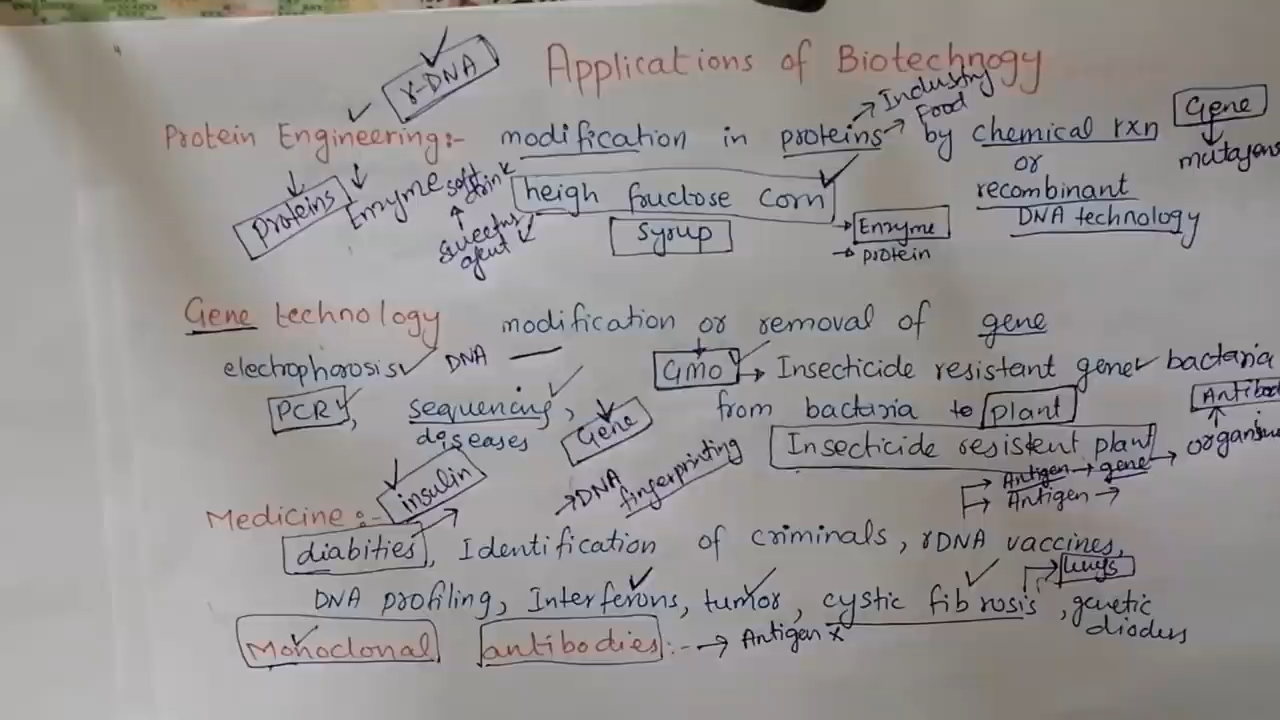 Applications of Biotechnogy
r-DNA
Industry
Food
Gene
mutagens
Protein Engineering:- modification in proteins by chemical rxn
or
recombinant
DNA technology
Proteins
Enzyme
soft
drink
agent
heigh fructose corn
syrup
Enzyme
protein
Gene technology modification or removal of gene
electrophorosis DNA
GMO Insecticide resistant gene bactaria
PCR, sequencing,
from bactaria to plant
Antibod
diseases
Gene
Insecticide resistent plant
organism
DNA
fingerprinting
Antigen gene
Antigen
insulin
Medicine :-
diabities, Identification of criminals, rDNA vaccines,
lungs
DNA profiling, Interferons, tumor, cystic fibrosis, genetic
Monoclonal antibodies:- Antigen x